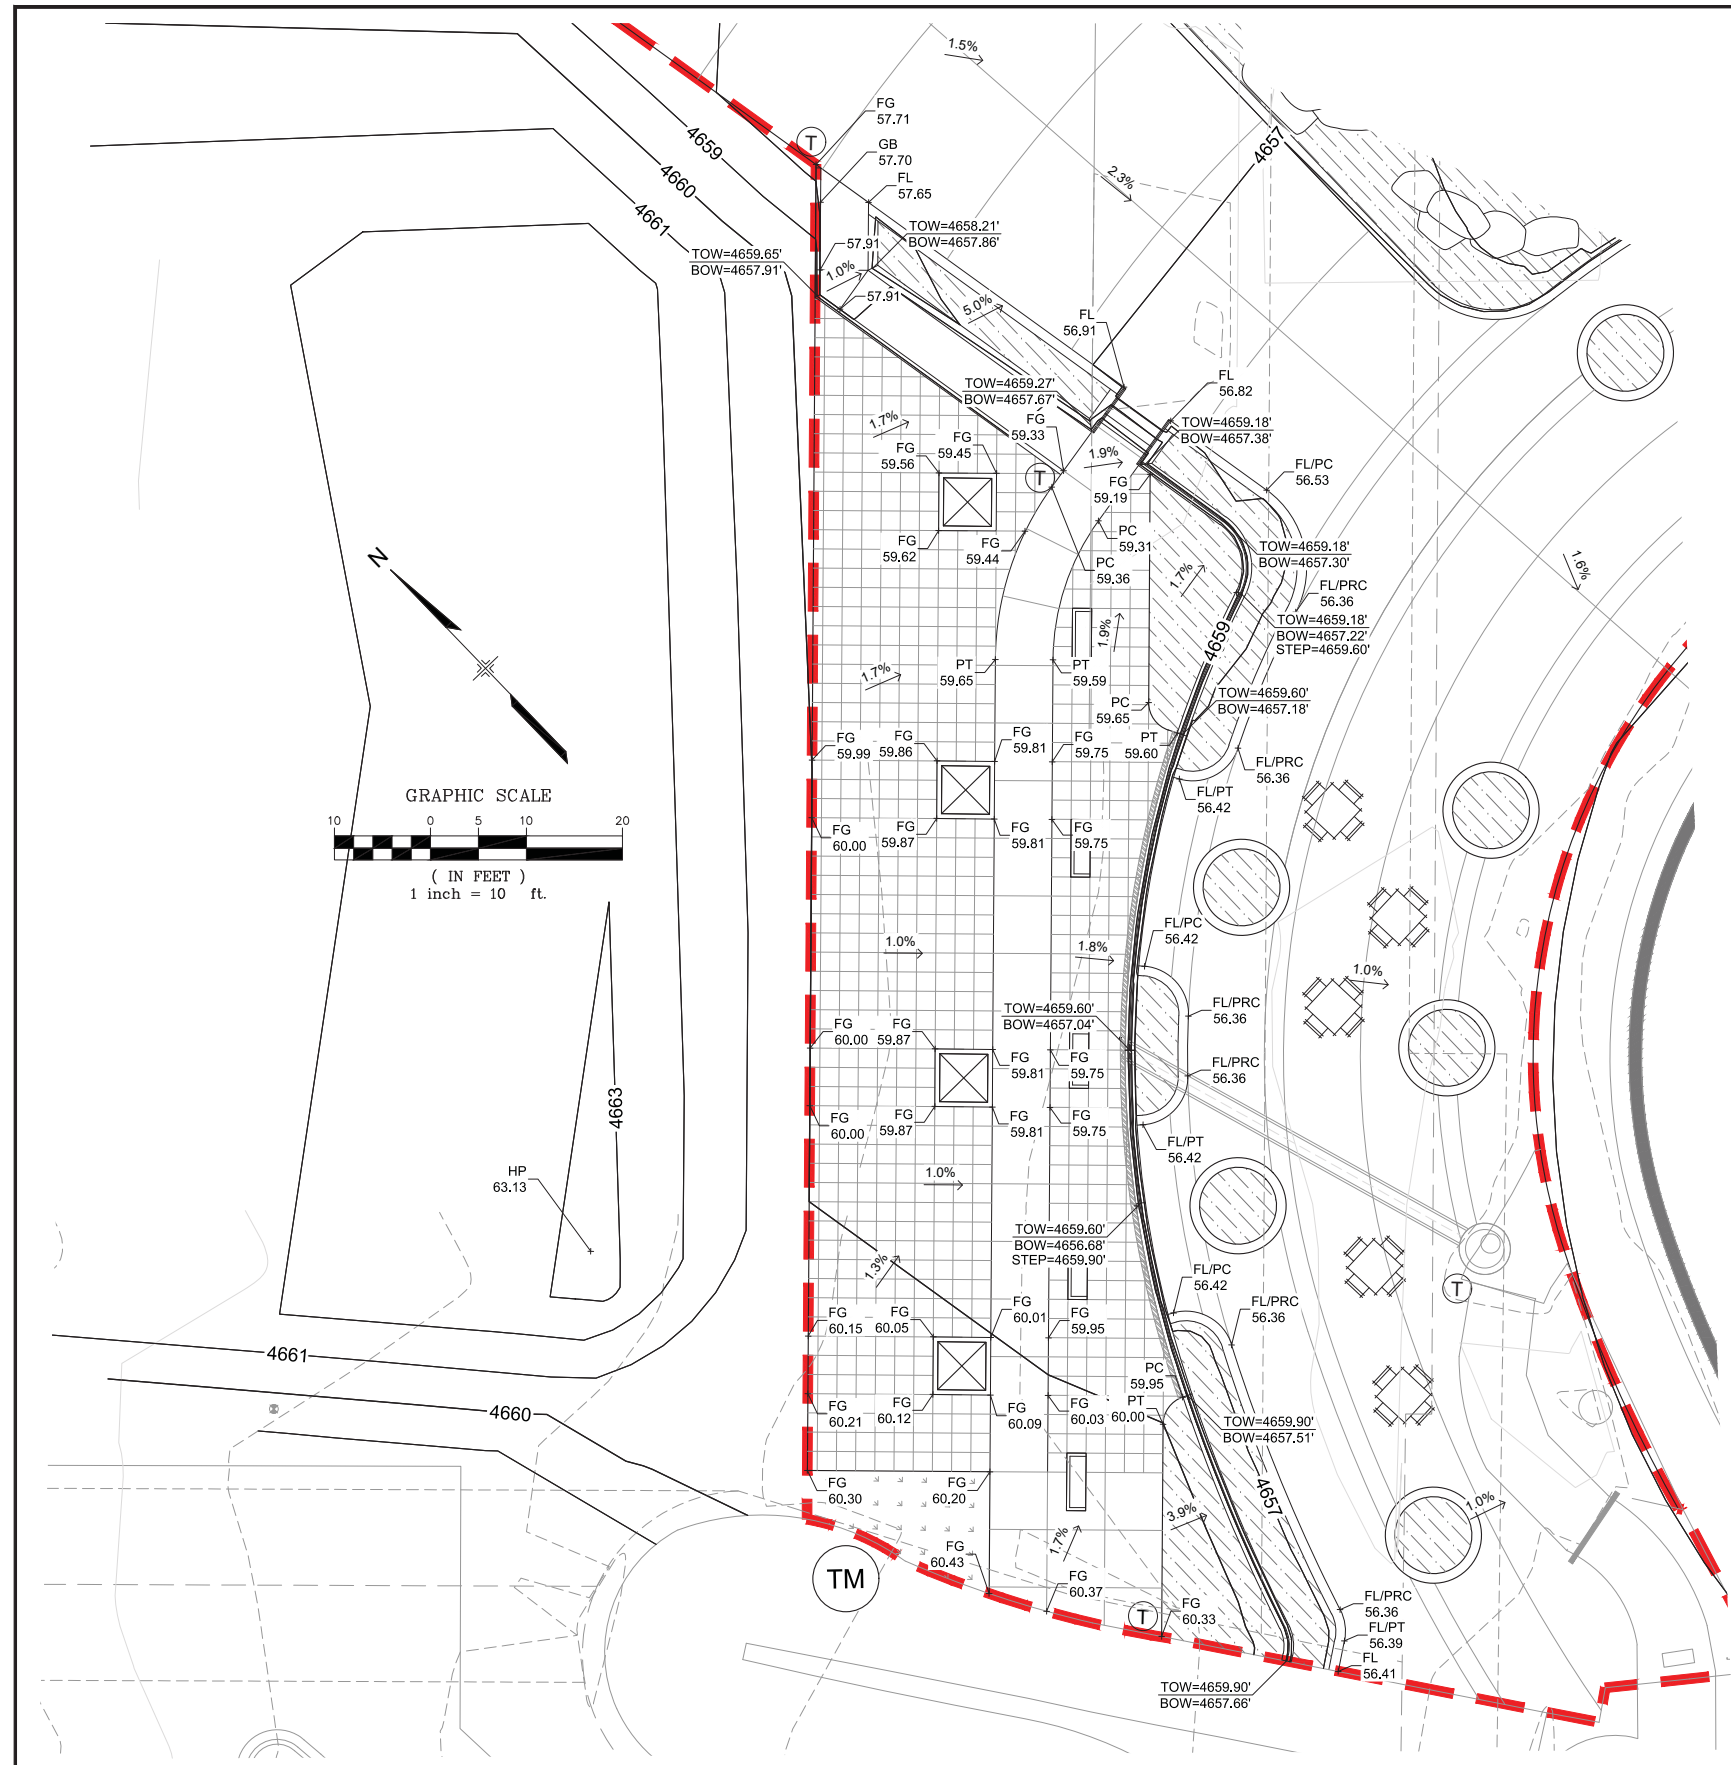 1.5%
FG
57.71
T
GB
57.70
FL
57.65
4659
4660
4661
4657
2.3%
TOW=4658.21'
BOW=4657.86'
TOW=4659.65'
BOW=4657.91'
57.91
1.0%
57.91
5.0%
FL
56.91
TOW=4659.27'
BOW=4657.67'
FL
56.82
1.7%
FG
59.33
TOW=4659.18'
BOW=4657.38'
FG
59.45
FG
59.56
1.9%
T
FL/PC
56.53
FG
59.19
FG
59.62
FG
59.44
PC
59.31
PC
59.36
TOW=4659.18'
BOW=4657.30'
1.6%
1.7%
FL/PRC
56.36
N
TOW=4659.18'
BOW=4657.22'
STEP=4659.60'
1.9%
4659
1.7%
PT
59.65
PT
59.59
TOW=4659.60'
BOW=4657.18'
PC
59.65
FG
59.99
FG
59.86
FG
59.81
FG
59.75
PT
59.60
FL/PRC
56.36
FL/PT
56.42
GRAPHIC SCALE
10 0 5 10 20
( IN FEET )
1 inch = 10 ft.
FG
60.00
FG
59.87
FG
59.81
FG
59.75
1.0%
1.8%
FL/PC
56.42
1.0%
TOW=4659.60'
BOW=4657.04'
FL/PRC
56.36
FG
60.00
FG
59.87
FG
59.81
FG
59.75
FL/PRC
56.36
4663
FG
60.00
FG
59.87
FG
59.81
FG
59.75
FL/PT
56.42
HP
63.13
1.0%
TOW=4659.60'
BOW=4656.68'
STEP=4659.90'
1.3%
FL/PC
56.42
T
FL/PRC
56.36
FG
60.15
FG
60.05
FG
60.01
FG
59.95
4661
4660
PC
59.95
FG
60.21
FG
60.12
FG
60.09
FG
60.03
PT
60.00
TOW=4659.90'
BOW=4657.51'
FG
60.30
FG
60.20
4657
3.9%
1.0%
1.7%
FG
60.43
TM
FG
60.37
T
FG
60.33
FL/PRC
56.36
FL/PT
56.39
FL
56.41
TOW=4659.90'
BOW=4657.66'